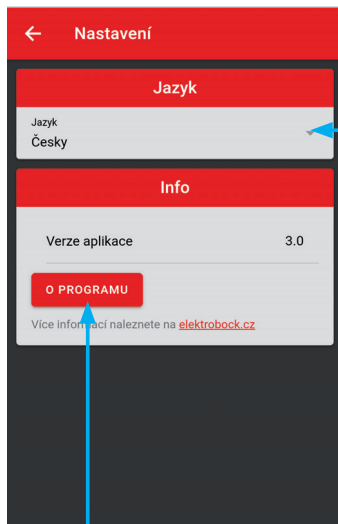 Nastavení
Jazyk
Jazyk
Česky
Info
Verze aplikace 3.0
O PROGRAMU
Více informací naleznete na elektrobock.cz